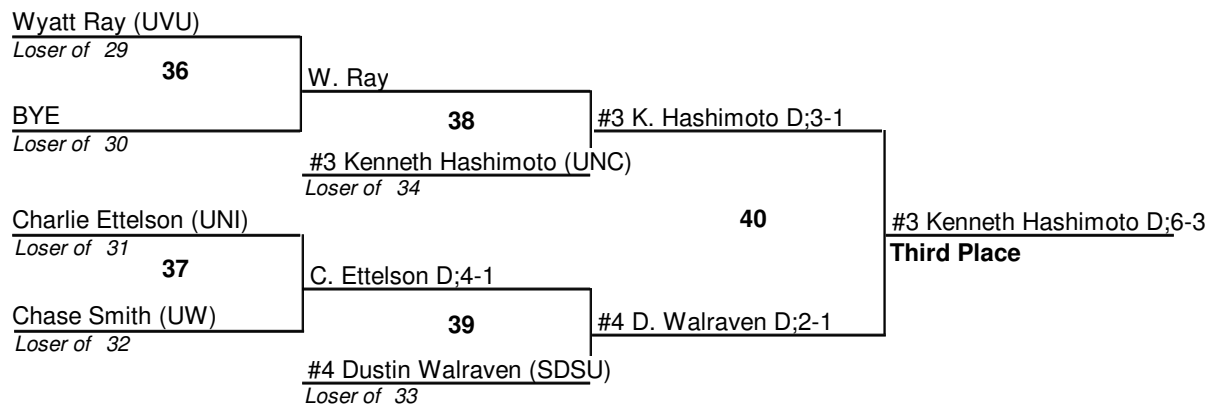 Wyatt Ray (UVU)
Loser of 29
36
W. Ray
BYE
38
#3 K. Hashimoto D;3-1
Loser of 30
#3 Kenneth Hashimoto (UNC)
Loser of 34
Charlie Ettelson (UNI)
40
#3 Kenneth Hashimoto D;6-3
Loser of 31
Third Place
37
C. Ettelson D;4-1
Chase Smith (UW)
39
#4 D. Walraven D;2-1
Loser of 32
#4 Dustin Walraven (SDSU)
Loser of 33